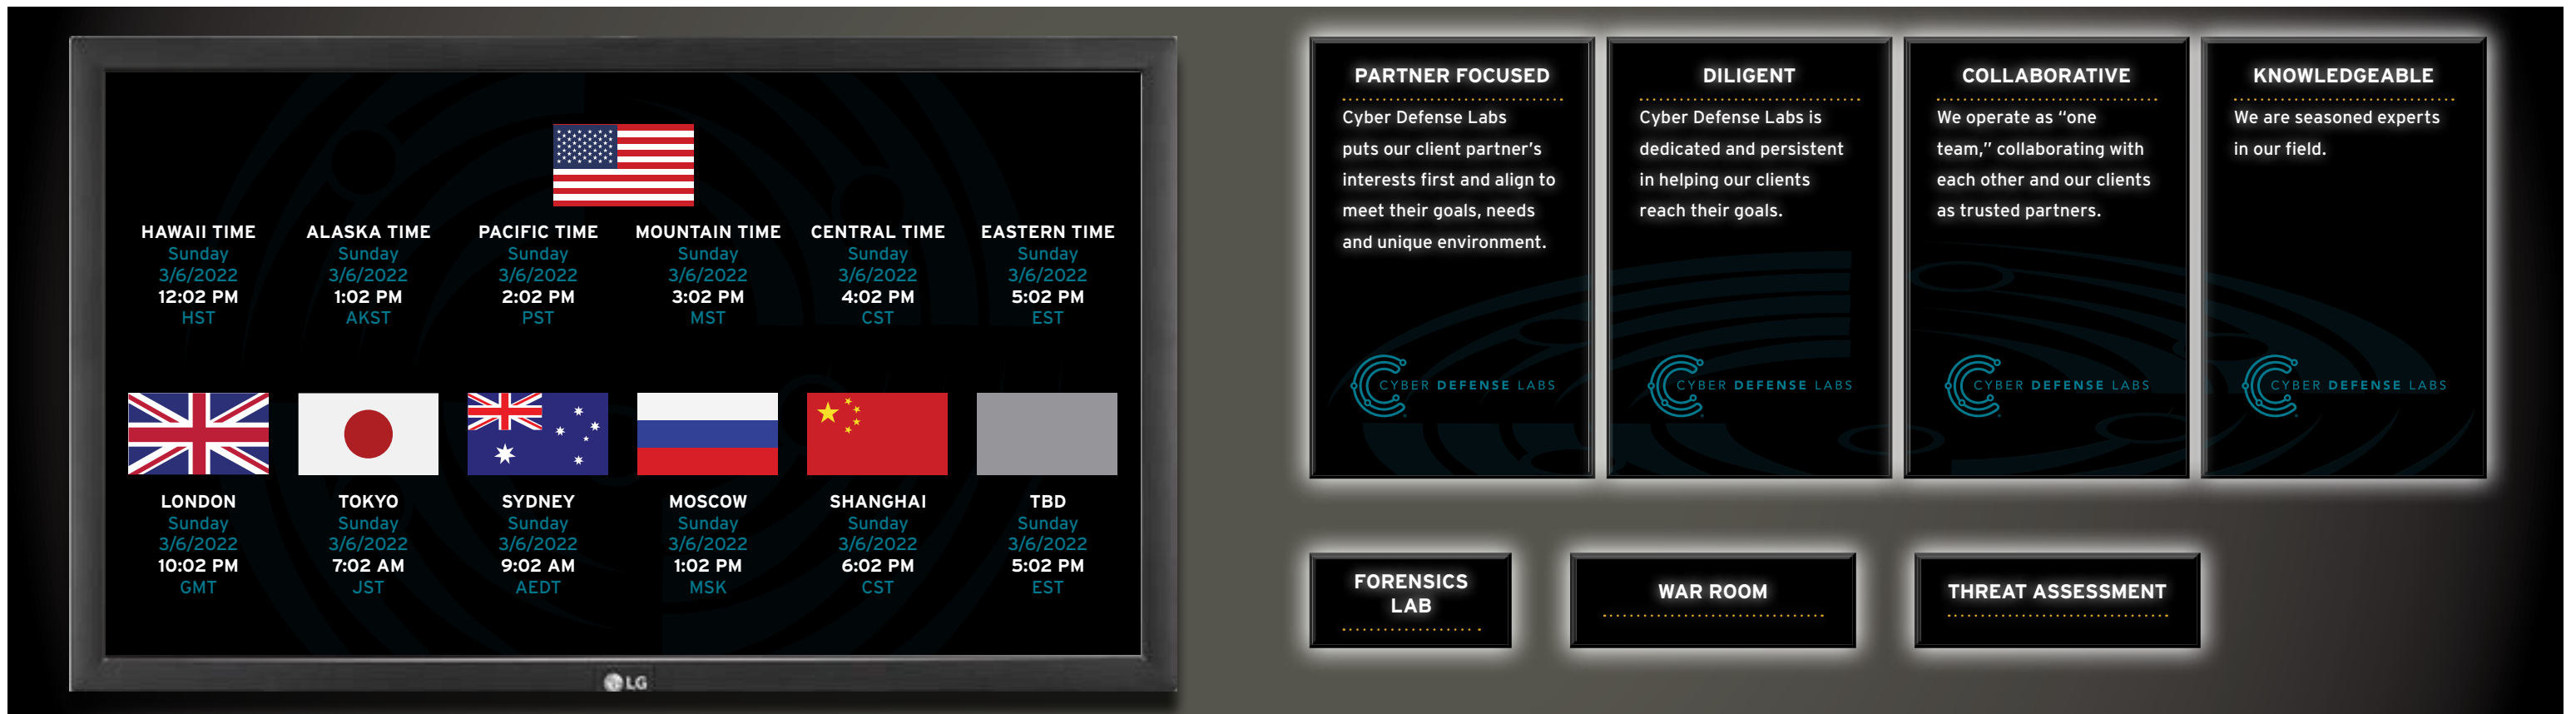 HAWAII TIME
Sunday
3/6/2022
12:02 PM
HST
ALASKA TIME
Sunday
3/6/2022
1:02 PM
AKST
PACIFIC TIME
Sunday
3/6/2022
2:02 PM
PST
MOUNTAIN TIME
Sunday
3/6/2022
3:02 PM
MST
CENTRAL TIME
Sunday
3/6/2022
4:02 PM
CST
EASTERN TIME
Sunday
3/6/2022
5:02 PM
EST
LONDON
Sunday
3/6/2022
10:02 PM
GMT
TOKYO
Sunday
3/6/2022
7:02 AM
JST
SYDNEY
Sunday
3/6/2022
9:02 AM
AEDT
MOSCOW
Sunday
3/6/2022
1:02 PM
MSK
SHANGHAI
Sunday
3/6/2022
6:02 PM
CST
TBD
Sunday
3/6/2022
5:02 PM
EST
LG
PARTNER FOCUSED
Cyber Defense Labs
puts our client partner’s
interests first and align to
meet their goals, needs
and unique environment.
CYBER DEFENSE LABS
DILIGENT
Cyber Defense Labs is
dedicated and persistent
in helping our clients
reach their goals.
CYBER DEFENSE LABS
COLLABORATIVE
We operate as “one
team,” collaborating with
each other and our clients
as trusted partners.
CYBER DEFENSE LABS
KNOWLEDGEABLE
We are seasoned experts
in our field.
CYBER DEFENSE LABS
FORENSICS
LAB
WAR ROOM
THREAT ASSESSMENT